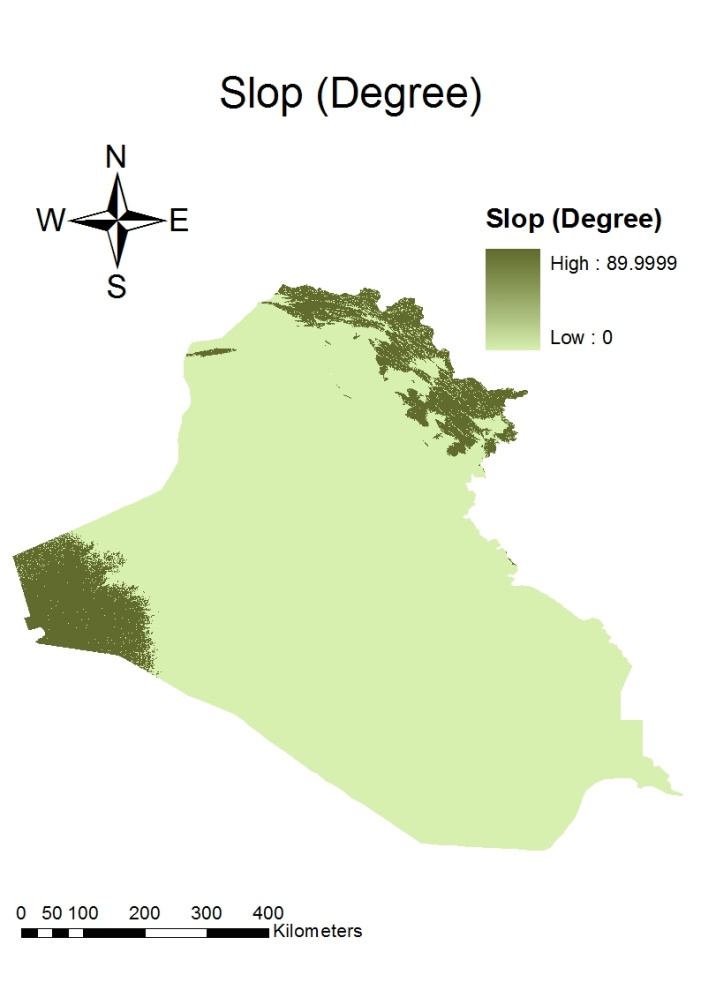 Slop (Degree)
N
W E
S
Slop (Degree)
High : 89.9999
Low : 0
0 50 100 200 300 400
Kilometers